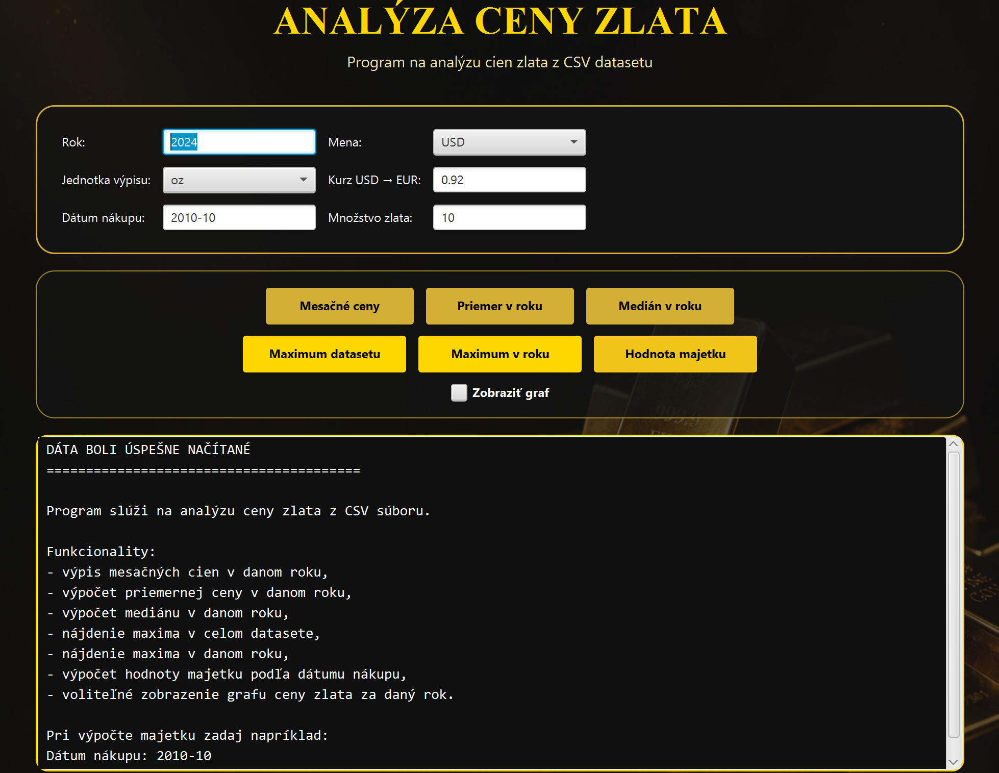 ANALÝZA CENY ZLATA
Program na analýzu cien zlata z CSV datasetu
Rok: 2024 Mena: USD
Jednotka výpisu: oz Kurz USD → EUR: 0.92
Dátum nákupu: 2010-10 Množstvo zlata: 10
Mesačné ceny Priemer v roku Medián v roku
Maximum datasetu Maximum v roku Hodnota majetku
Zobraziť graf
999.9
DÁTA BOLI ÚSPEŠNE NAČÍTANÉ
========================================
Program slúži na analýzu ceny zlata z CSV súboru.
Funkcionality:
- výpis mesačných cien v danom roku,
- výpočet priemernej ceny v danom roku,
- výpočet mediánu v danom roku,
- nájdenie maxima v celom datasete,
- nájdenie maxima v danom roku,
- výpočet hodnoty majetku podľa dátumu nákupu,
- voliteľné zobrazenie grafu ceny zlata za daný rok.
Pri výpočte majetku zadaj napríklad:
Dátum nákupu: 2010-10